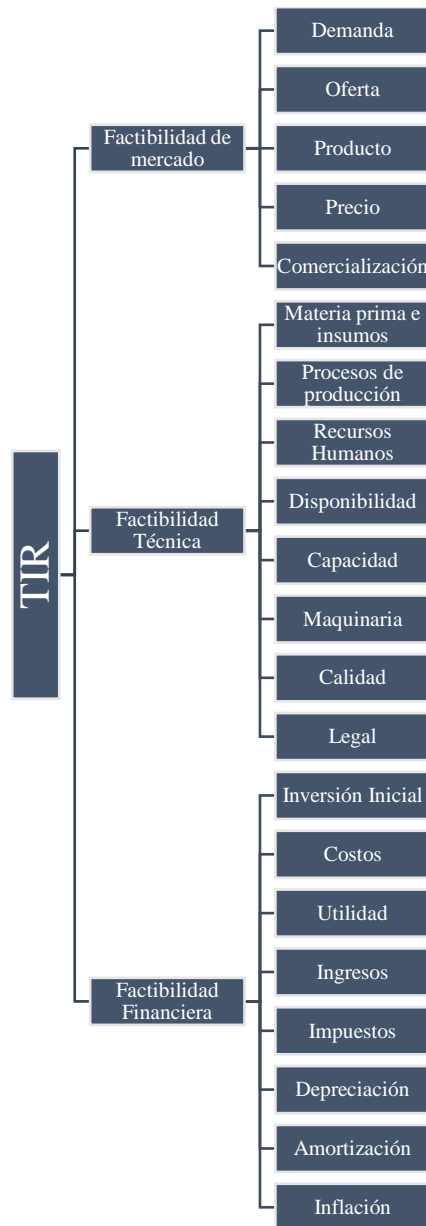 TIR
Factibilidad de
mercado
Demanda
Oferta
Producto
Precio
Comercialización
Factibilidad
Técnica
Materia prima e
insumos
Procesos de
producción
Recursos
Humanos
Disponibilidad
Capacidad
Maquinaria
Calidad
Legal
Factibilidad
Financiera
Inversión Inicial
Costos
Utilidad
Ingresos
Impuestos
Depreciación
Amortización
Inflación